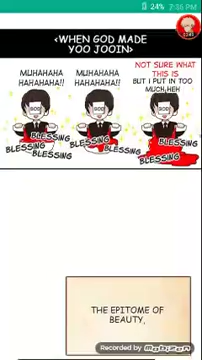 24% 7:36 PM
<WHEN GOD MADE
YOO JOOIN>
MUHAHAHA
HAHAHAHA!!
GOD
BLESSING
BLESSING
BLESSING
MUHAHAHA
HAHAHAHA!!
GOD
BLESSING
BLESSING
NOT SURE WHAT
THIS IS
BUT I PUT IN TOO
MUCH,HEH
GOD
BLESSING
BLESSING
THE EPITOME OF
BEAUTY,
Recorded by Mobizen